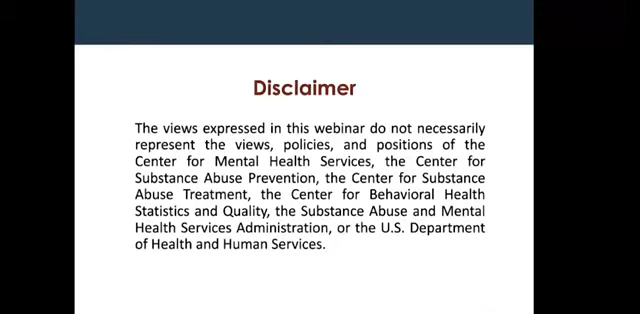 Disclaimer
The views expressed in this webinar do not necessarily
represent the views, policies, and positions of the
Center for Mental Health Services, the Center for
Substance Abuse Prevention, the Center for Substance
Abuse Treatment, the Center for Behavioral Health
Statistics and Quality, the Substance Abuse and Mental
Health Services Administration, or the U.S. Department
of Health and Human Services.